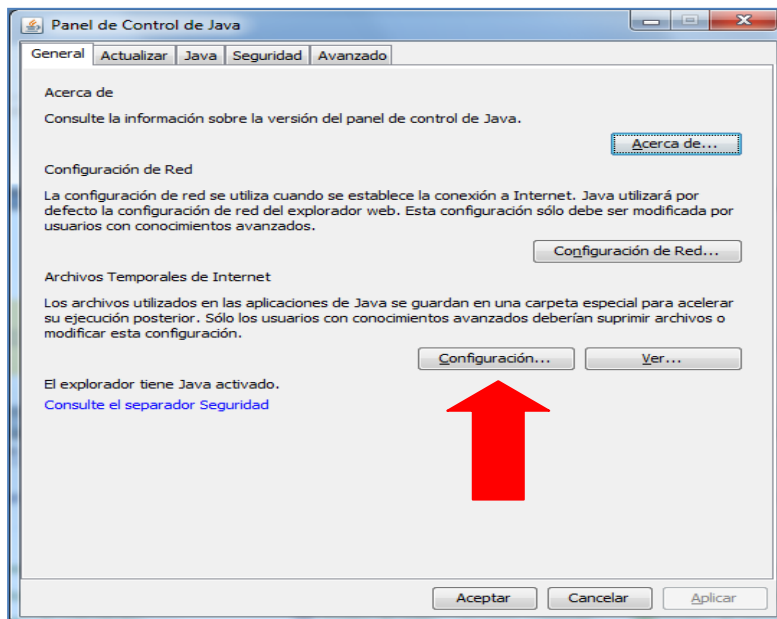 Panel de Control de Java
General Actualizar Java Seguridad Avanzado
Acerca de
Consulte la información sobre la versión del panel de control de Java.
Acerca de...
Configuración de Red
La configuración de red se utiliza cuando se establece la conexión a Internet. Java utilizará por
defecto la configuración de red del explorador web. Esta configuración sólo debe ser modificada por
usuarios con conocimientos avanzados.
Configuración de Red...
Archivos Temporales de Internet
Los archivos utilizados en las aplicaciones de Java se guardan en una carpeta especial para acelerar
su ejecución posterior. Sólo los usuarios con conocimientos avanzados deberían suprimir archivos o
modificar esta configuración.
Configuración... Ver...
El explorador tiene Java activado.
Consulte el separador Seguridad
Aceptar Cancelar Aplicar